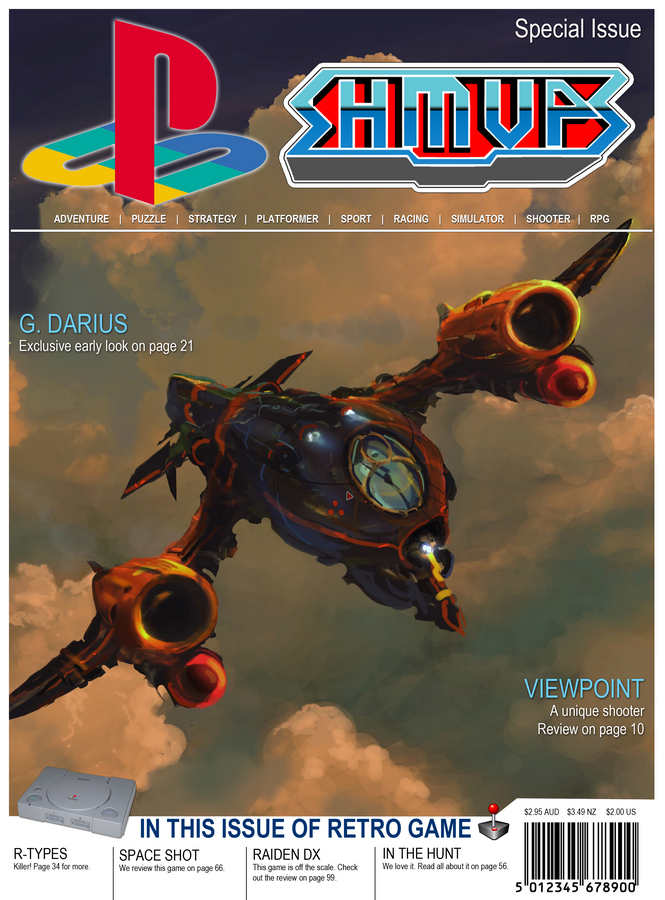 Special Issue
SHMUPS
ADVENTURE | PUZZLE | STRATEGY | PLATFORMER | SPORT | RACING | SIMULATOR | SHOOTER | RPG
G. DARIUS
Exclusive early look on page 21
VIEWPOINT
A unique shooter
Review on page 10
IN THIS ISSUE OF RETRO GAME
$2.95 AUD $3.49 NZ $2.00 US
R-TYPES
Killer! Page 34 for more.
SPACE SHOT
We review this game on page 66.
RAIDEN DX
This game is off the scale. Check
out the review on page 99.
IN THE HUNT
We love it. Read all about it on page 56.
5 012345 678900